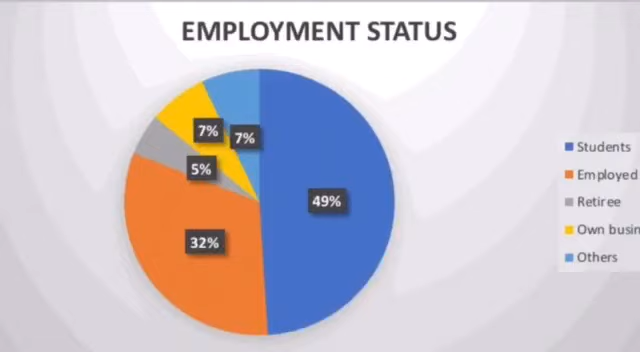 EMPLOYMENT STATUS
7%
7%
5%
49%
32%
Students
Employed
Retiree
Own busin
Others